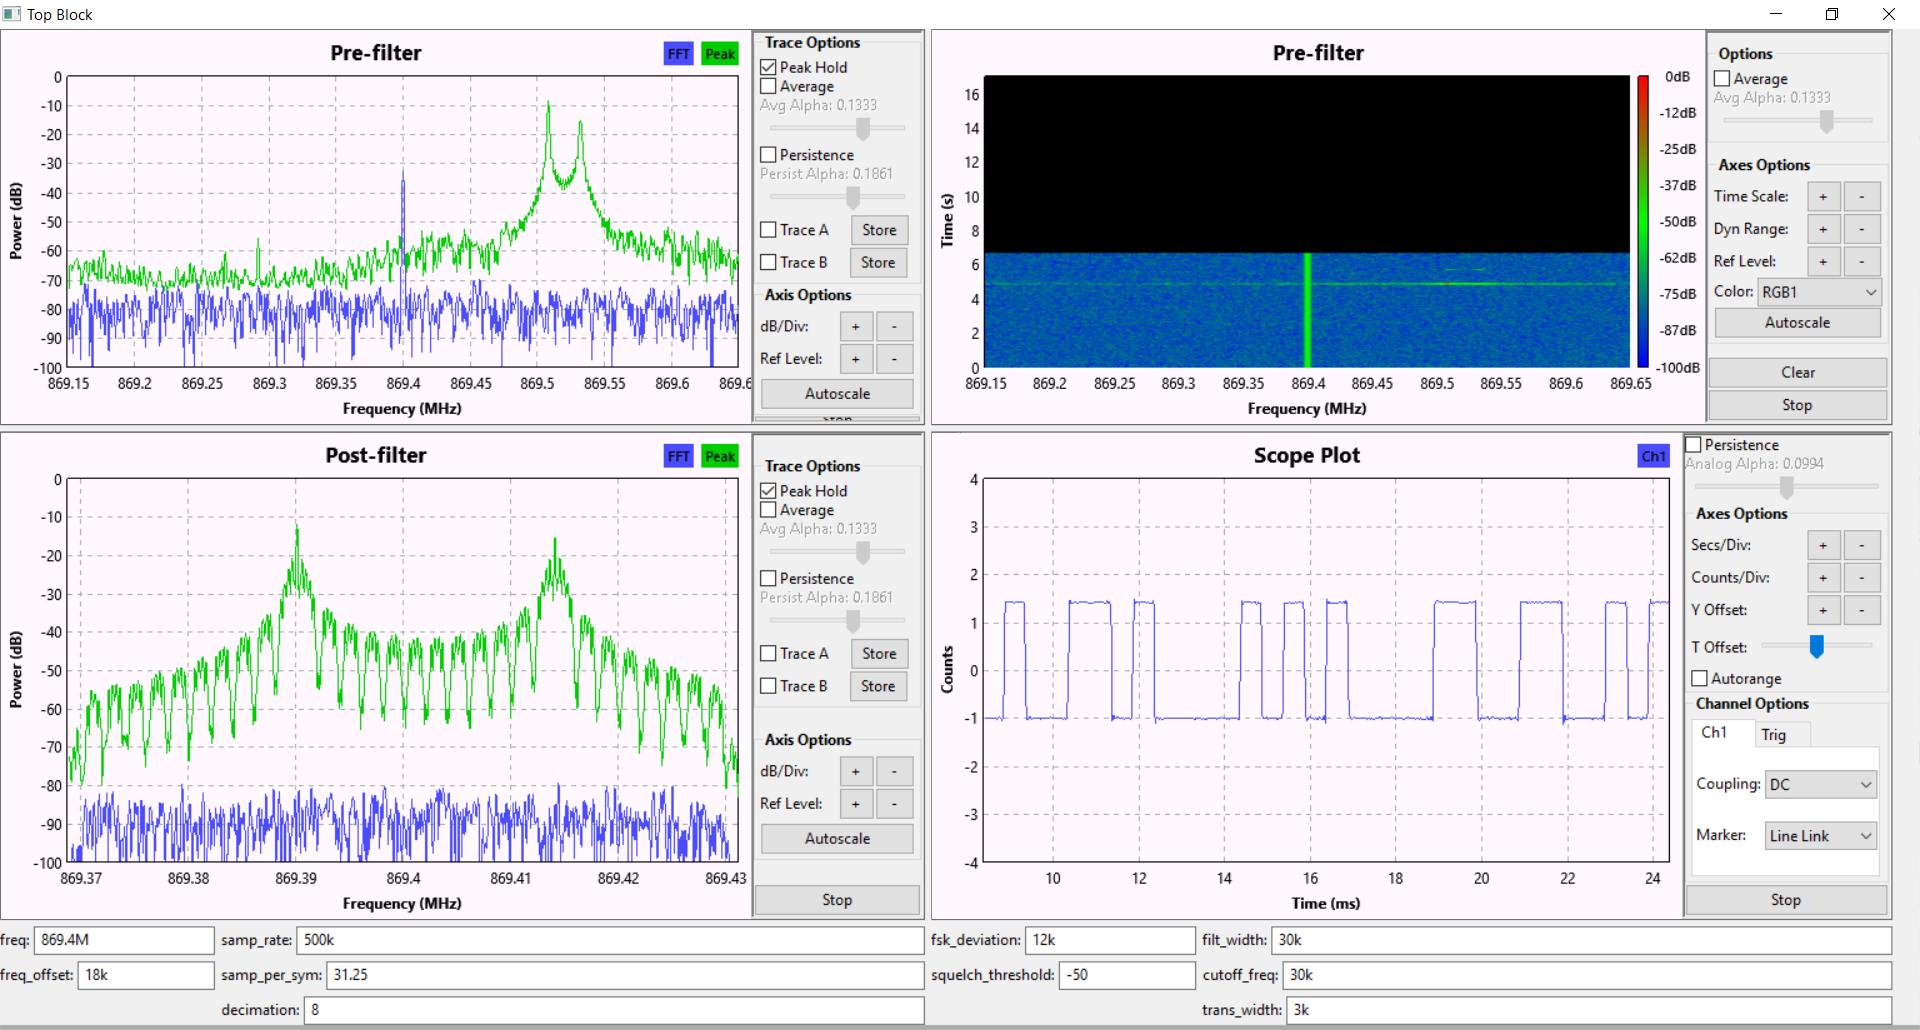 Top Block
Pre-filter
FFT Peak
0
-10
-20
-30
-40
-50
-60
-70
-80
-90
-100
Power (dB)
869.15 869.2 869.25 869.3 869.35 869.4 869.45 869.5 869.55 869.6 869.6
Frequency (MHz)
Trace Options
Peak Hold
Average
Avg Alpha: 0.1333
Persistence
Persist Alpha: 0.1861
Trace A Store
Trace B Store
Axis Options
dB/Div: + -
Ref Level: + -
Autoscale
Stop
Pre-filter
16
14
12
10
8
6
4
2
0
Time (s)
869.15 869.2 869.25 869.3 869.35 869.4 869.45 869.5 869.55 869.6 869.65
Frequency (MHz)
0dB
-12dB
-25dB
-37dB
-50dB
-62dB
-75dB
-87dB
-100dB
Options
Average
Avg Alpha: 0.1333
Axes Options
Time Scale: + -
Dyn Range: + -
Ref Level: + -
Color: RGB1
Autoscale
Clear
Stop
Post-filter
FFT Peak
0
-10
-20
-30
-40
-50
-60
-70
-80
-90
-100
Power (dB)
869.37 869.38 869.39 869.4 869.41 869.42 869.43
Frequency (MHz)
Trace Options
Peak Hold
Average
Avg Alpha: 0.1333
Persistence
Persist Alpha: 0.1861
Trace A Store
Trace B Store
Axis Options
dB/Div: + -
Ref Level: + -
Autoscale
Stop
Scope Plot
Ch1
4
3
2
1
0
-1
-2
-3
-4
Counts
10 12 14 16 18 20 22 24
Time (ms)
Persistence
Analog Alpha: 0.0994
Axes Options
Secs/Div: + -
Counts/Div: + -
Y Offset: + -
T Offset:
Autorange
Channel Options
Ch1 Trig
Coupling: DC
Marker: Line Link
Stop
freq: 869.4M samp_rate: 500k fsk_deviation: 12k filt_width: 30k
freq_offset: 18k samp_per_sym: 31.25 squelch_threshold: -50 cutoff_freq: 30k
decimation: 8 trans_width: 3k